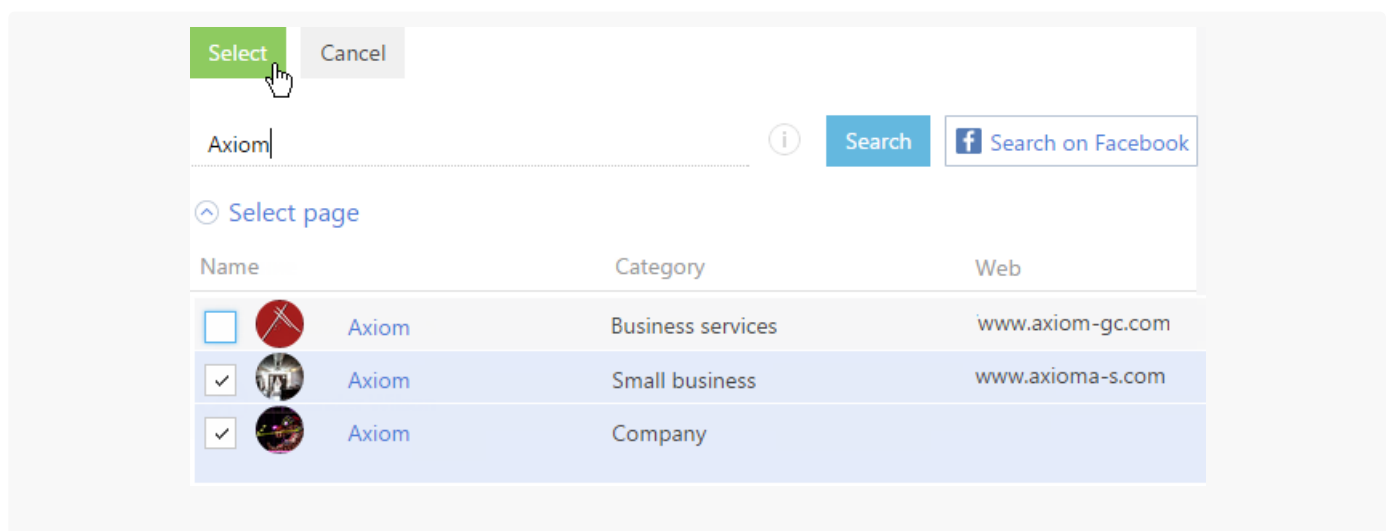 Select Cancel
Axiom i Search f Search on Facebook
Select page
Name Category Web
Axiom Business services www.axiom-gc.com
Axiom Small business www.axioma-s.com
Axiom Company